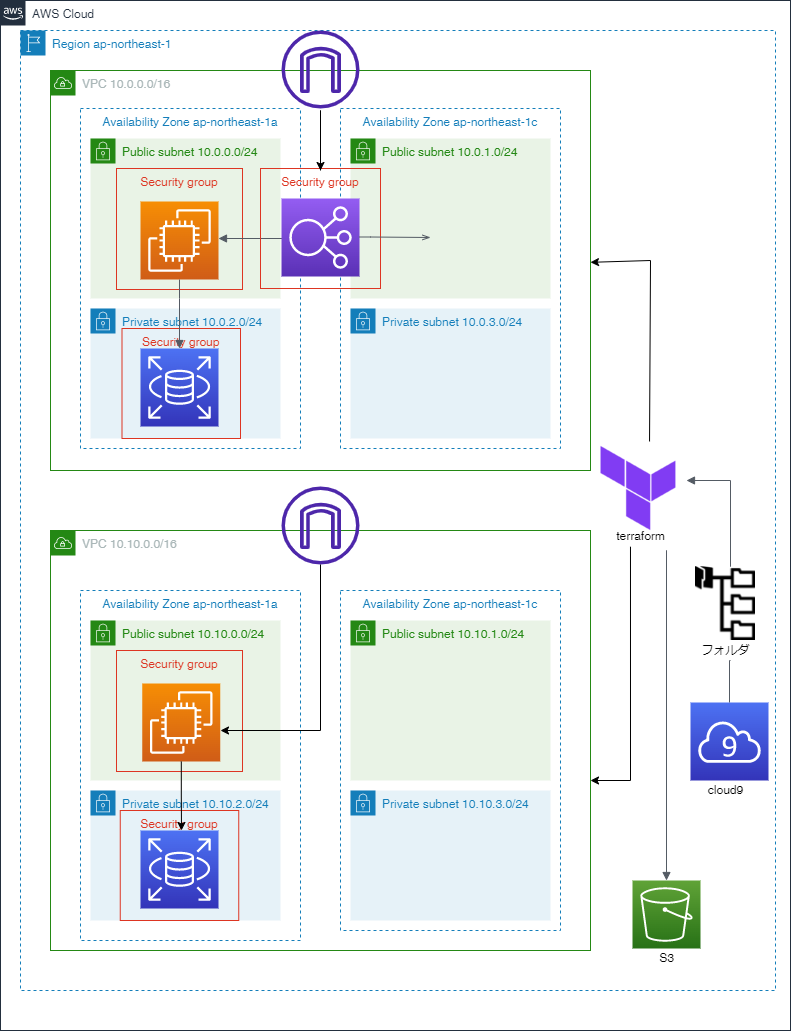 aws
AWS Cloud
Region ap-northeast-1
VPC 10.0.0.0/16
Availability Zone ap-northeast-1a
Availability Zone ap-northeast-1c
Public subnet 10.0.0.0/24
Public subnet 10.0.1.0/24
Security group
Security group
Private subnet 10.0.2.0/24
Private subnet 10.0.3.0/24
Security group
terraform
VPC 10.10.0.0/16
Availability Zone ap-northeast-1a
Availability Zone ap-northeast-1c
Public subnet 10.10.0.0/24
Public subnet 10.10.1.0/24
フォルダ
Security group
9
cloud9
Private subnet 10.10.2.0/24
Private subnet 10.10.3.0/24
Security group
S3